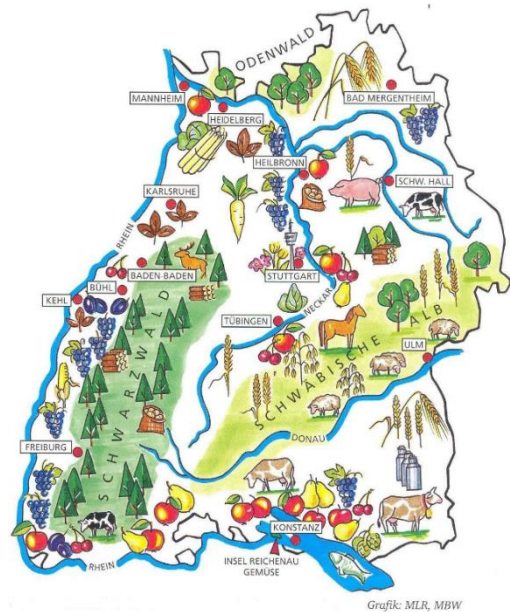 ODENWALD
MANNHEIM
BAD MERGENTHEIM
HEIDELBERG
HEILBRONN
SCHW. HALL
KARLSRUHE
RHEIN
BADEN-BADEN
STUTTGART
BÜHL
KEHL
NECKAR
TÜBINGEN
SCHWARZWALD
SCHWÄBISCHE ALB
ULM
DONAU
FREIBURG
KONSTANZ
RHEIN
INSEL REICHENAU
GEMÜSE
Grafik: MLR, MBW